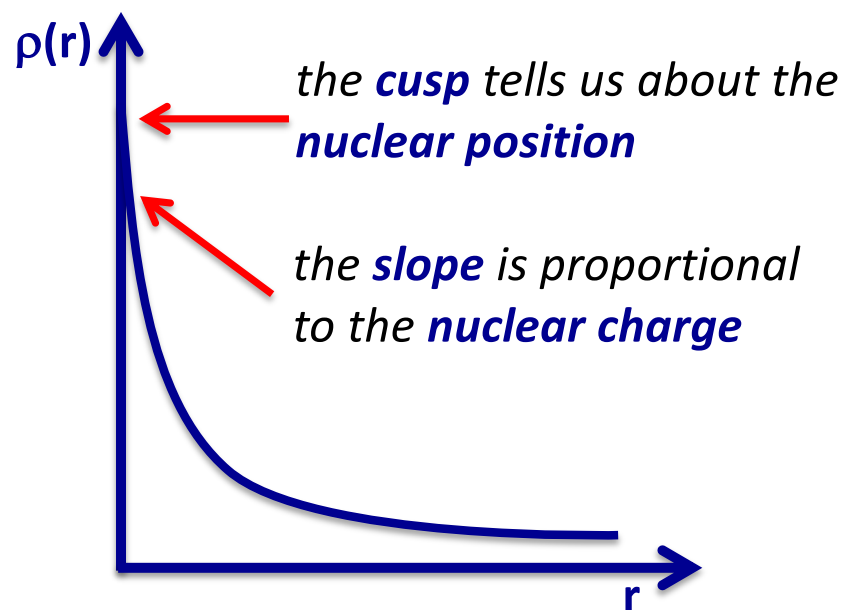 ρ(r)
the cusp tells us about the
nuclear position
the slope is proportional
to the nuclear charge
r